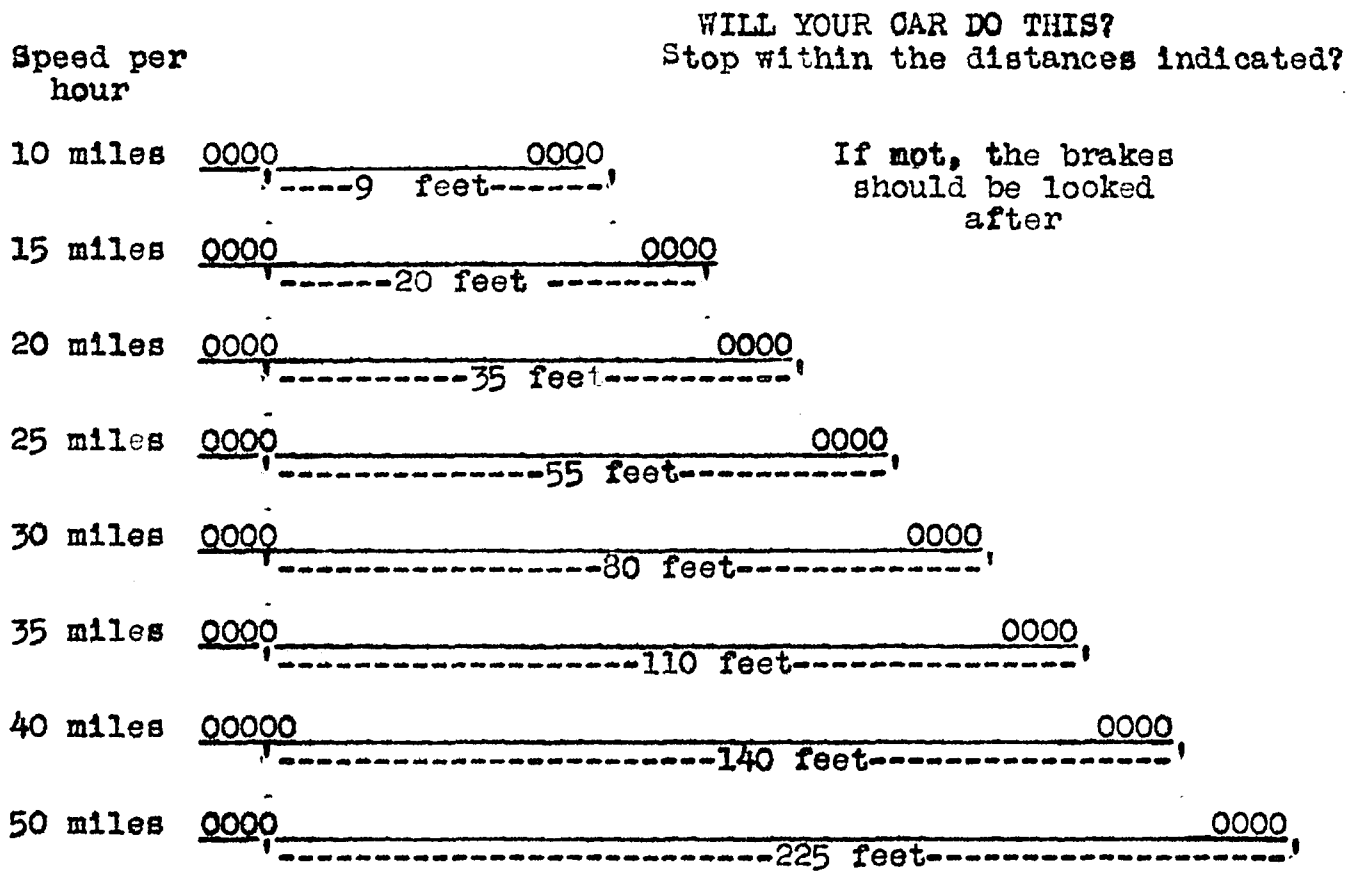 WILL YOUR CAR DO THIS?
Speed per Stop within the distances indicated?
hour
10 miles 0000 0000 If not, the brakes
'----9 feet------' should be looked
after
15 miles 0000 0000
'------20 feet --------'
20 miles 0000 0000
'----------35 feet----------'
25 miles 0000 0000
'--------------55 feet-----------'
30 miles 0000 0000
'-----------------80 feet-------------'
35 miles 0000 0000
'-------------------110 feet---------------'
40 miles 00000 0000
'-----------------------140 feet----------------'
50 miles 0000 0000
'--------------------------225 feet-------------------'